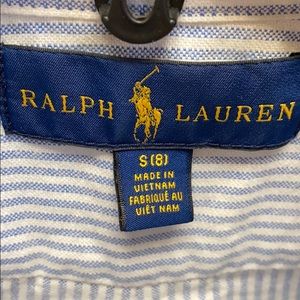 RALPH LAUREN
S(8)
MADE IN
VIETNAM
FABRIQUÉ AU
VIÊT NAM